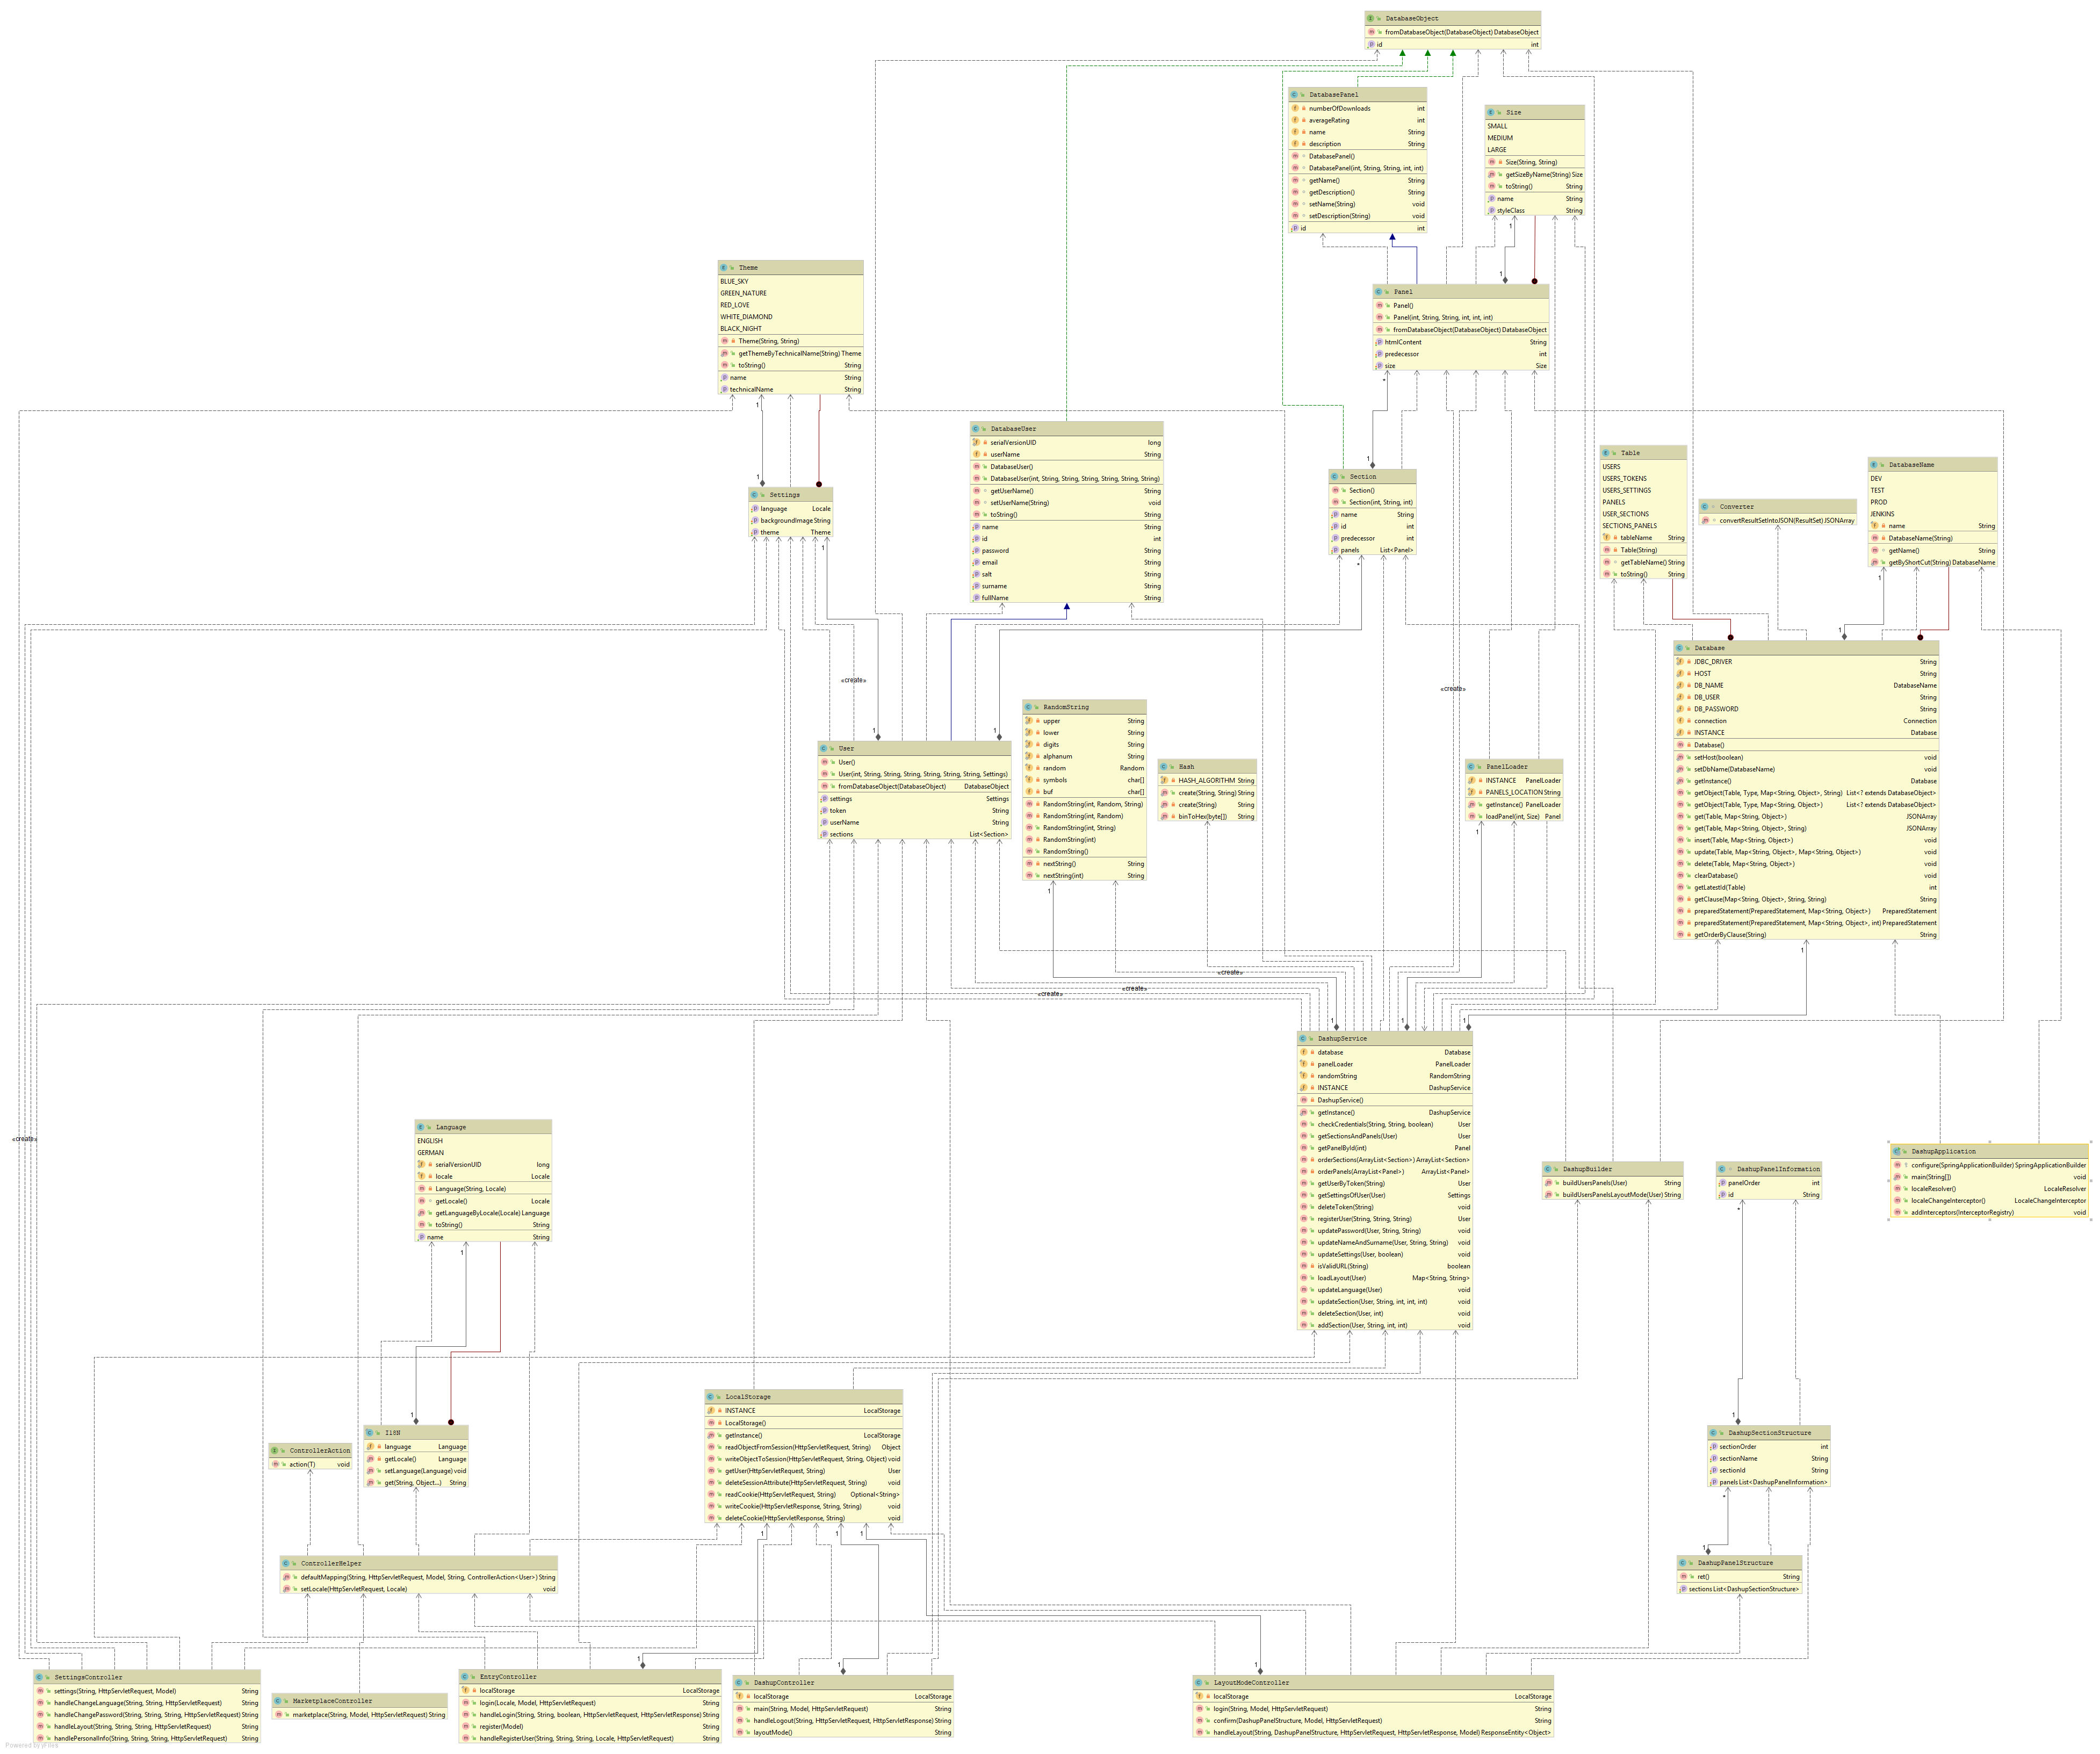 DatabaseObject
fromDatabaseObject(DatabaseObject) DatabaseObject
id int
DatabasePanel
numberOfDownloads int
averageRating int
name String
description String
DatabasePanel()
DatabasePanel(int, String, String, int, int)
getName() String
getDescription() String
setName(String) void
setDescription(String) void
id int
Size
SMALL
MEDIUM
LARGE
Size(String, String)
getSizeByName(String) Size
toString() String
name String
styleClass String
1
1
Panel
Panel()
Panel(int, String, String, int, int, int)
fromDatabaseObject(DatabaseObject) DatabaseObject
htmlContent String
predecessor int
size Size
*
1
Theme
BLUE_SKY
GREEN_NATURE
RED_LOVE
WHITE_DIAMOND
BLACK_NIGHT
Theme(String, String)
getThemeByTechnicalName(String) Theme
toString() String
name String
technicalName String
1
1
Settings
language Locale
backgroundImage String
theme Theme
1
DatabaseUser
serialVersionUID long
userName String
DatabaseUser()
DatabaseUser(int, String, String, String, String, String, String)
getUserName() String
setUserName(String) void
toString() String
name String
id int
password String
email String
salt String
surname String
fullName String
Section
Section()
Section(int, String, int)
name String
id int
predecessor int
panels List<Panel>
*
Table
USERS
USERS_TOKENS
USERS_SETTINGS
PANELS
USER_SECTIONS
SECTIONS_PANELS
tableName String
Table(String)
getTableName() String
toString() String
Converter
convertResultSetIntoJSON(ResultSet) JSONArray
DatabaseName
DEV
TEST
PROD
JENKINS
name String
DatabaseName(String)
getName() String
getByShortCut(String) DatabaseName
1
1
Database
JDBC_DRIVER String
HOST String
DB_NAME DatabaseName
DB_USER String
DB_PASSWORD String
connection Connection
INSTANCE Database
Database()
setHost(boolean) void
setDbName(DatabaseName) void
getInstance() Database
getObject(Table, Type, Map<String, Object>, String) List<? extends DatabaseObject>
getObject(Table, Type, Map<String, Object>) List<? extends DatabaseObject>
get(Table, Map<String, Object>) JSONArray
get(Table, Map<String, Object>, String) JSONArray
insert(Table, Map<String, Object>) void
update(Table, Map<String, Object>, Map<String, Object>) void
delete(Table, Map<String, Object>) void
clearDatabase() void
getLatestId(Table) int
getClause(Map<String, Object>, String, String) String
preparedStatement(PreparedStatement, Map<String, Object>) PreparedStatement
preparedStatement(PreparedStatement, Map<String, Object>, int) PreparedStatement
getOrderByClause(String) String
1
«create»
«create»
1
1
User
User()
User(int, String, String, String, String, String, String, Settings)
fromDatabaseObject(DatabaseObject) DatabaseObject
settings Settings
token String
userName String
sections List<Section>
RandomString
upper String
lower String
digits String
alphanum String
random Random
symbols char[]
buf char[]
RandomString(int, Random, String)
RandomString(int, Random)
RandomString(int, String)
RandomString(int)
RandomString()
nextString() String
nextString(int) String
1
Hash
HASH_ALGORITHM String
create(String, String) String
create(String) String
binToHex(byte[]) String
PanelLoader
INSTANCE PanelLoader
PANELS_LOCATION String
getInstance() PanelLoader
loadPanel(int, Size) Panel
1
«create»
«create»
«create»
1
1
1
DashupService
database Database
panelLoader PanelLoader
randomString RandomString
INSTANCE DashupService
DashupService()
getInstance() DashupService
checkCredentials(String, String, boolean) User
getSectionsAndPanels(User) User
getPanelById(int) Panel
orderSections(ArrayList<Section>) ArrayList<Section>
orderPanels(ArrayList<Panel>) ArrayList<Panel>
getUserByToken(String) User
getSettingsOfUser(User) Settings
deleteToken(String) void
registerUser(String, String, String) User
updatePassword(User, String, String) void
updateNameAndSurname(User, String, String) void
updateSettings(User, boolean) void
isValidURL(String) boolean
loadLayout(User) Map<String, String>
updateLanguage(User) void
updateSection(User, String, int, int, int) void
deleteSection(User, int) void
addSection(User, String, int, int) void
«create»
Language
ENGLISH
GERMAN
serialVersionUID long
locale Locale
Language(String, Locale)
getLocale() Locale
getLanguageByLocale(Locale) Language
toString() String
name String
1
1
DashupBuilder
buildUsersPanels(User) String
buildUsersPanelsLayoutMode(User) String
DashupPanelInformation
panelOrder int
id String
*
1
DashupApplication
configure(SpringApplicationBuilder) SpringApplicationBuilder
main(String[]) void
localeResolver() LocaleResolver
localeChangeInterceptor() LocaleChangeInterceptor
addInterceptors(InterceptorRegistry) void
LocalStorage
INSTANCE LocalStorage
LocalStorage()
getInstance() LocalStorage
readObjectFromSession(HttpServletRequest, String) Object
writeObjectToSession(HttpServletRequest, String, Object) void
getUser(HttpServletRequest, String) User
deleteSessionAttribute(HttpServletRequest, String) void
readCookie(HttpServletRequest, String) Optional<String>
writeCookie(HttpServletResponse, String, String) void
deleteCookie(HttpServletResponse, String) void
1
1
1
I18N
language Language
getLocale() Language
setLanguage(Language) void
get(String, Object...) String
ControllerAction
action(T) void
DashupSectionStructure
sectionOrder int
sectionName String
sectionId String
panels List<DashupPanelInformation>
*
1
DashupPanelStructure
ret() String
sections List<DashupSectionStructure>
ControllerHelper
defaultMapping(String, HttpServletRequest, Model, String, ControllerAction<User>) String
setLocale(HttpServletRequest, Locale) void
1
1
1
SettingsController
settings(String, HttpServletRequest, Model) String
handleChangeLanguage(String, String, HttpServletRequest) String
handleChangePassword(String, String, String, HttpServletRequest) String
handleLayout(String, String, String, HttpServletRequest) String
handlePersonalInfo(String, String, String, HttpServletRequest) String
MarketplaceController
marketplace(String, Model, HttpServletRequest) String
EntryController
localStorage LocalStorage
login(Locale, Model, HttpServletRequest) String
handleLogin(String, String, boolean, HttpServletRequest, HttpServletResponse) String
register(Model) String
handleRegisterUser(String, String, String, Locale, HttpServletRequest) String
DashupController
localStorage LocalStorage
main(String, Model, HttpServletRequest) String
handleLogout(String, HttpServletRequest, HttpServletResponse) String
layoutMode() String
LayoutModeController
localStorage LocalStorage
login(String, Model, HttpServletRequest) String
confirm(DashupPanelStructure, Model, HttpServletRequest) String
handleLayout(String, DashupPanelStructure, HttpServletRequest, HttpServletResponse, Model) ResponseEntity<Object>
Powered by yFiles